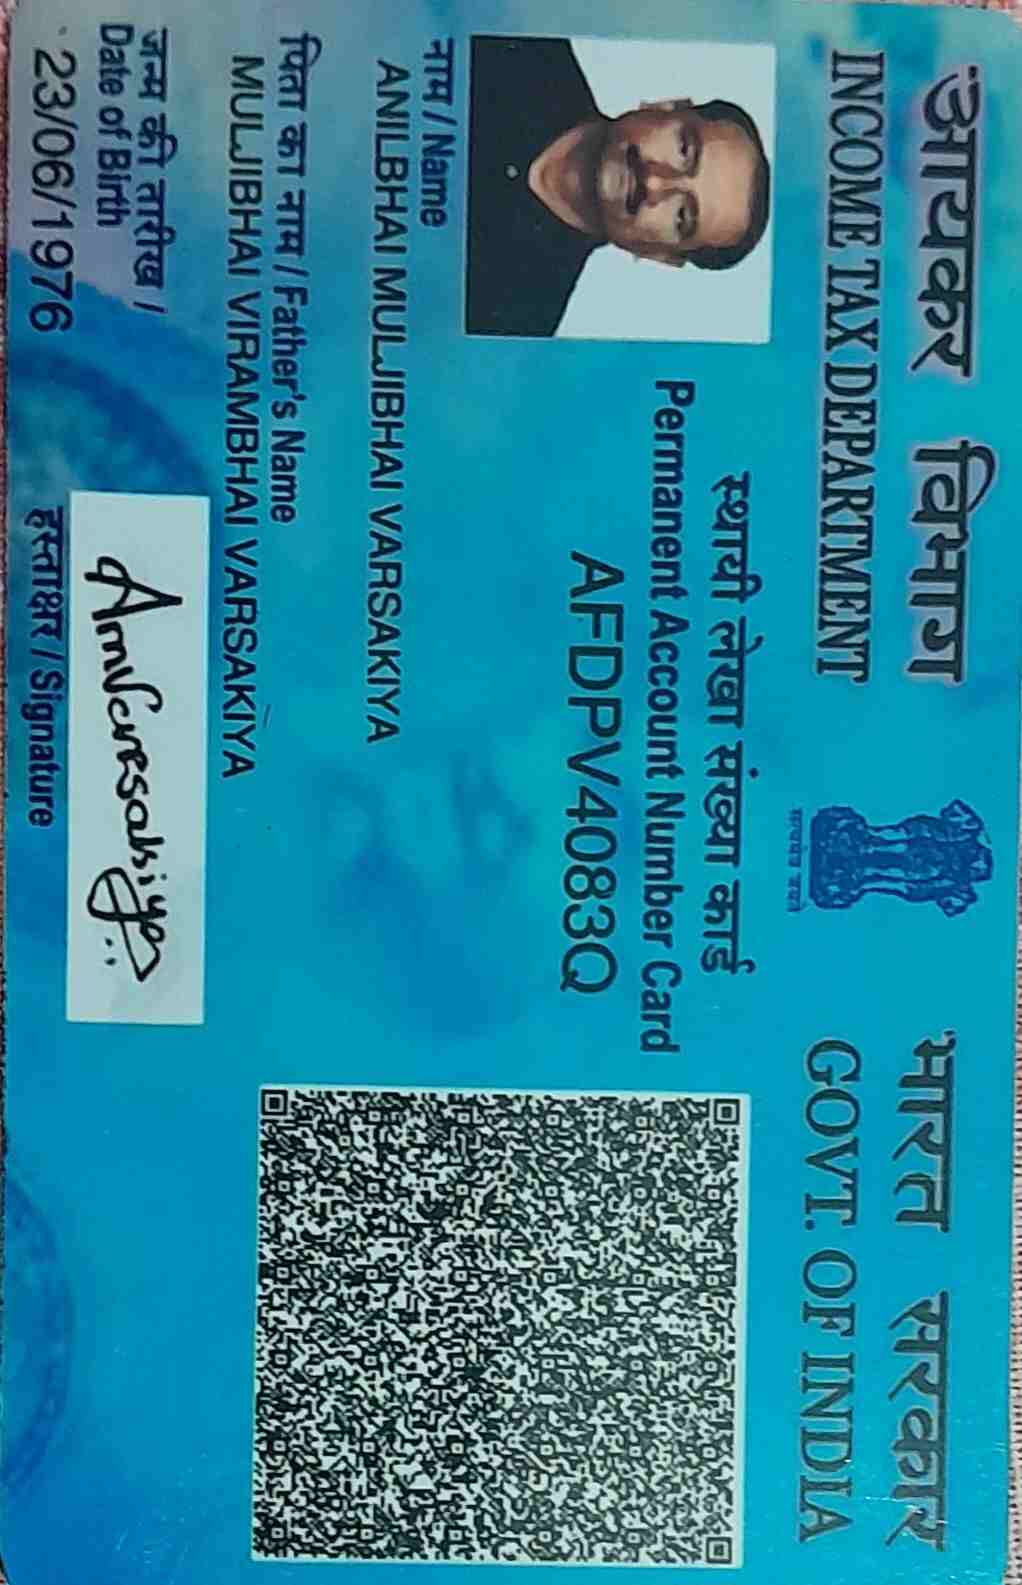 आयकर विभाग
INCOME TAX DEPARTMENT
सत्यमेव जयते
भारत सरकार
GOVT. OF INDIA
स्थायी लेखा संख्या कार्ड
Permanent Account Number Card
AFDPV4083Q
नाम / Name
ANILBHAI MULJIBHAI VARSAKIYA
पिता का नाम / Father's Name
MULJIBHAI VIRAMBHAI VARSAKIYA
जन्म की तारीख /
Date of Birth
23/06/1976
Amvarsakiya
हस्ताक्षर / Signature